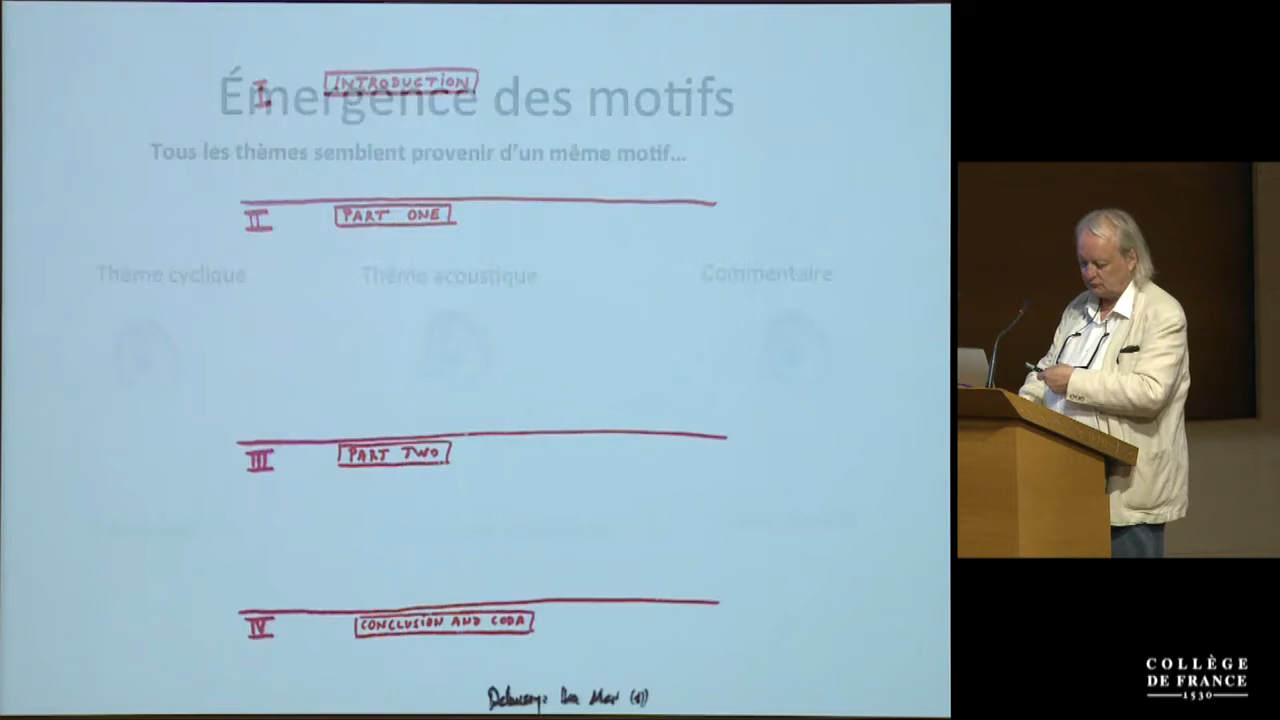 I INTRODUCTION
Émergence des motifs
Tous les thèmes semblent provenir d'un même motif...
II PART ONE
Thème cyclique Thème acoustique Commentaire
III PART TWO
IV CONCLUSION AND CODA
Debussy: La Mer (1)
COLLÈGE
DE FRANCE
1530